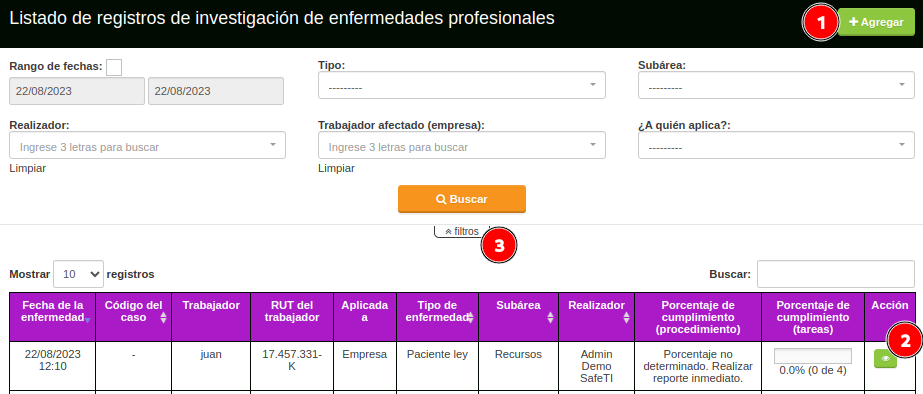 Listado de registros de investigación de enfermedades profesionales
1
Agregar
Rango de fechas:
Tipo:
Subárea:
22/08/2023 22/08/2023
---------
---------
Realizador:
Trabajador afectado (empresa):
¿A quién aplica?:
Ingrese 3 letras para buscar
Ingrese 3 letras para buscar
---------
Limpiar
Limpiar
Buscar
filtros
3
Mostrar 10 registros
Buscar:
Fecha de la enfermedad
Código del caso
Trabajador
RUT del trabajador
Aplicada a
Tipo de enfermedad
Subárea
Realizador
Porcentaje de cumplimiento (procedimiento)
Porcentaje de cumplimiento (tareas)
Acción
2
22/08/2023 12:10
-
juan
17.457.331-K
Empresa
Paciente ley
Recursos
Admin Demo SafeTI
Porcentaje no determinado. Realizar reporte inmediato.
0.0% (0 de 4)